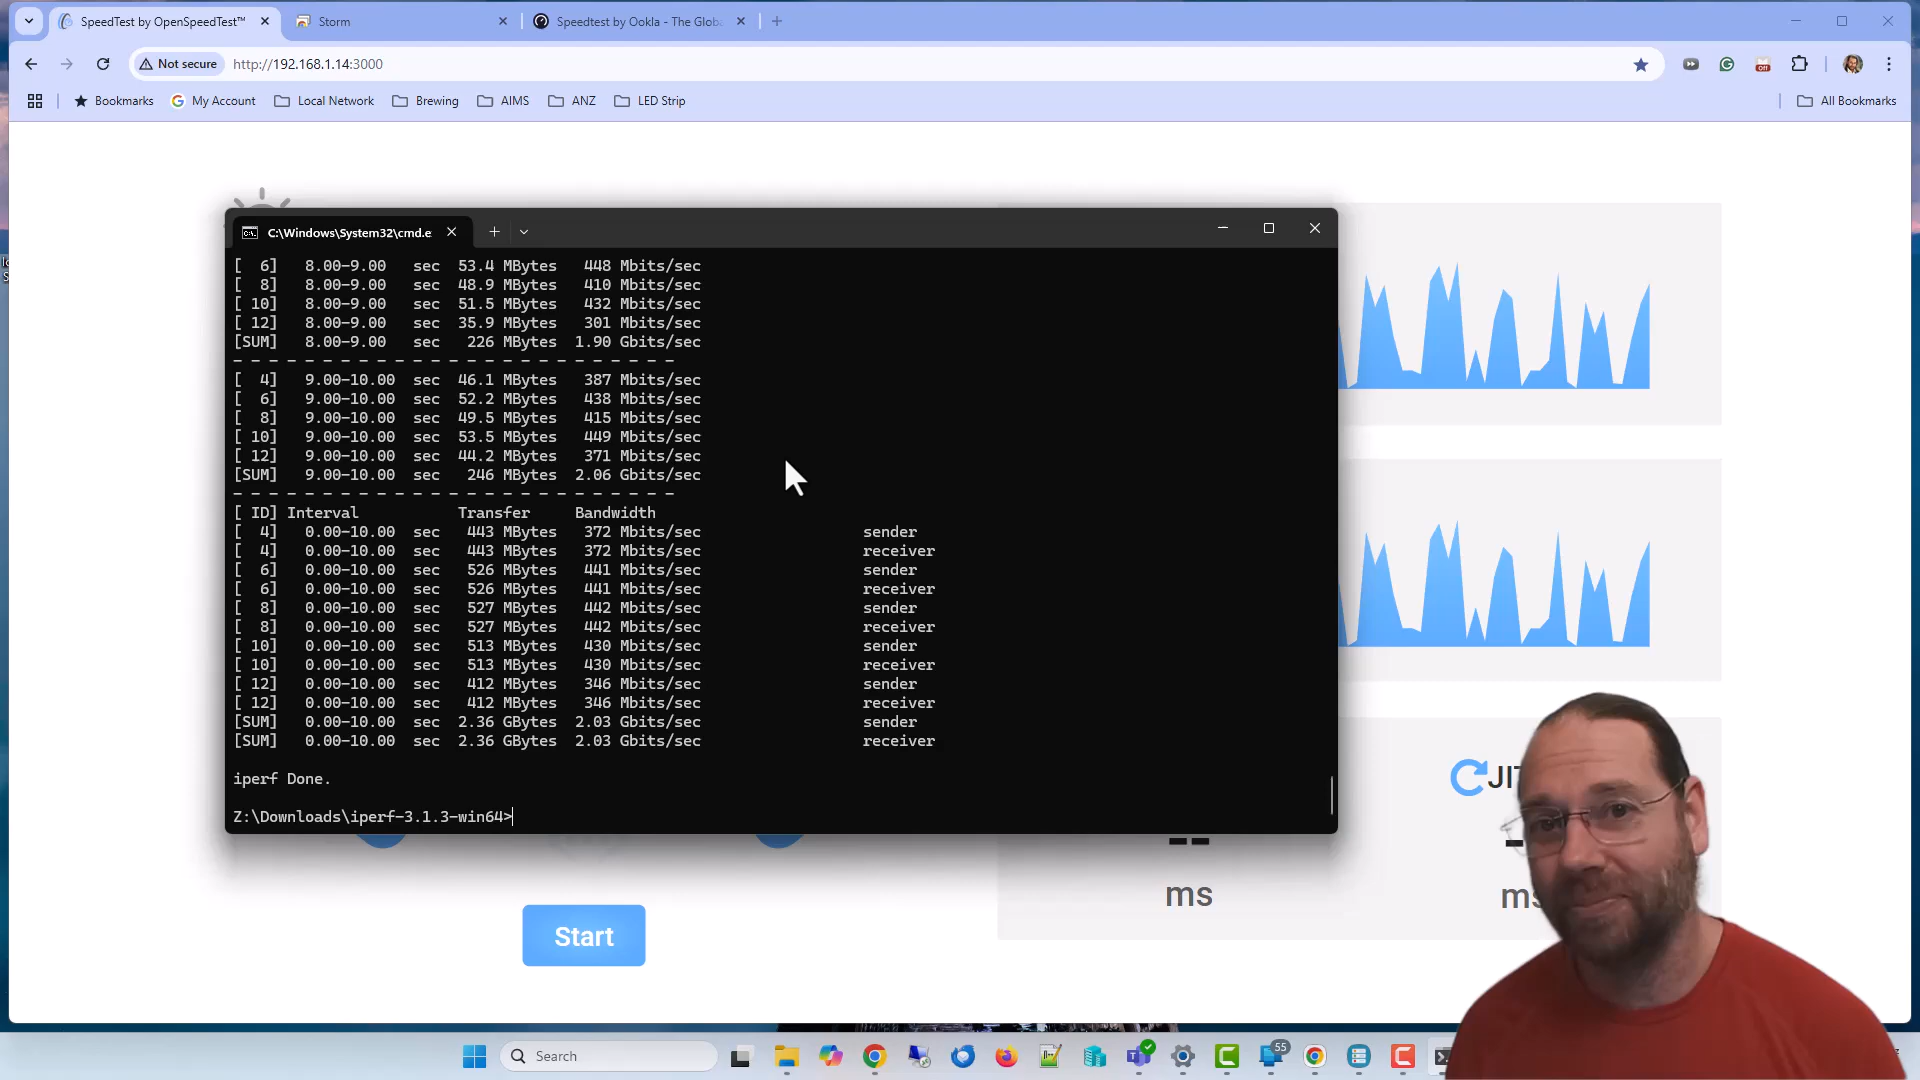 SpeedTest by OpenSpeedTest™
Storm
Speedtest by Ookla - The Glob
Not secure
http://192.168.1.14:3000
Off
Bookmarks
My Account
Local Network
Brewing
AIMS
ANZ
LED Strip
All Bookmarks
C:\Windows\System32\cmd.e
[  6]   8.00-9.00   sec  53.4 MBytes   448 Mbits/sec
[  8]   8.00-9.00   sec  48.9 MBytes   410 Mbits/sec
[ 10]   8.00-9.00   sec  51.5 MBytes   432 Mbits/sec
[ 12]   8.00-9.00   sec  35.9 MBytes   301 Mbits/sec
[SUM]   8.00-9.00   sec   226 MBytes  1.90 Gbits/sec
- - - - - - - - - - - - - - - - - - - - - - - - -
[  4]   9.00-10.00  sec  46.1 MBytes   387 Mbits/sec
[  6]   9.00-10.00  sec  52.2 MBytes   438 Mbits/sec
[  8]   9.00-10.00  sec  49.5 MBytes   415 Mbits/sec
[ 10]   9.00-10.00  sec  53.5 MBytes   449 Mbits/sec
[ 12]   9.00-10.00  sec  44.2 MBytes   371 Mbits/sec
[SUM]   9.00-10.00  sec   246 MBytes  2.06 Gbits/sec
- - - - - - - - - - - - - - - - - - - - - - - - -
[ ID] Interval           Transfer     Bandwidth
[  4]   0.00-10.00  sec   443 MBytes   372 Mbits/sec                  sender
[  4]   0.00-10.00  sec   443 MBytes   372 Mbits/sec                  receiver
[  6]   0.00-10.00  sec   526 MBytes   441 Mbits/sec                  sender
[  6]   0.00-10.00  sec   526 MBytes   441 Mbits/sec                  receiver
[  8]   0.00-10.00  sec   527 MBytes   442 Mbits/sec                  sender
[  8]   0.00-10.00  sec   527 MBytes   442 Mbits/sec                  receiver
[ 10]   0.00-10.00  sec   513 MBytes   430 Mbits/sec                  sender
[ 10]   0.00-10.00  sec   513 MBytes   430 Mbits/sec                  receiver
[ 12]   0.00-10.00  sec   412 MBytes   346 Mbits/sec                  sender
[ 12]   0.00-10.00  sec   412 MBytes   346 Mbits/sec                  receiver
[SUM]   0.00-10.00  sec  2.36 GBytes  2.03 Gbits/sec                  sender
[SUM]   0.00-10.00  sec  2.36 GBytes  2.03 Gbits/sec                  receiver
iperf Done.
Z:\Downloads\iperf-3.1.3-win64>
JIT
--
-
ms
ms
Start
Search
55